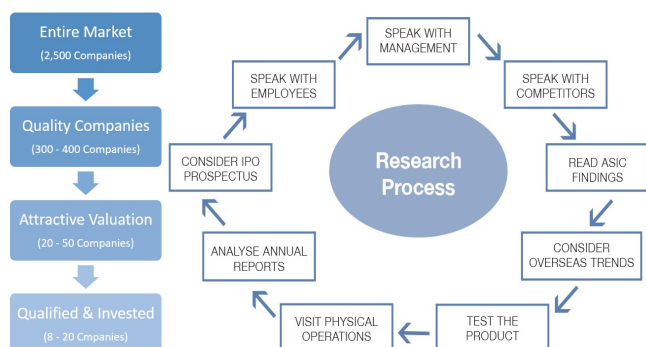 Entire Market
(2,500 Companies)
Quality Companies
(300 - 400 Companies)
Attractive Valuation
(20 - 50 Companies)
Qualified & Invested
(8 - 20 Cmpanies)
Research
Process
SPEAK WITH
MANAGEMENT
SPEAK WITH
COMPETITORS
READ ASIC
FINDINGS
CONSIDER
OVERSEAS TRENDS
TEST THE
PRODUCT
VISIT PHYSICAL
OPERATIONS
ANALYSE ANNUAL
REPORTS
CONSIDER IPO
PROSPECTUS
SPEAK WITH
EMPLOYEES